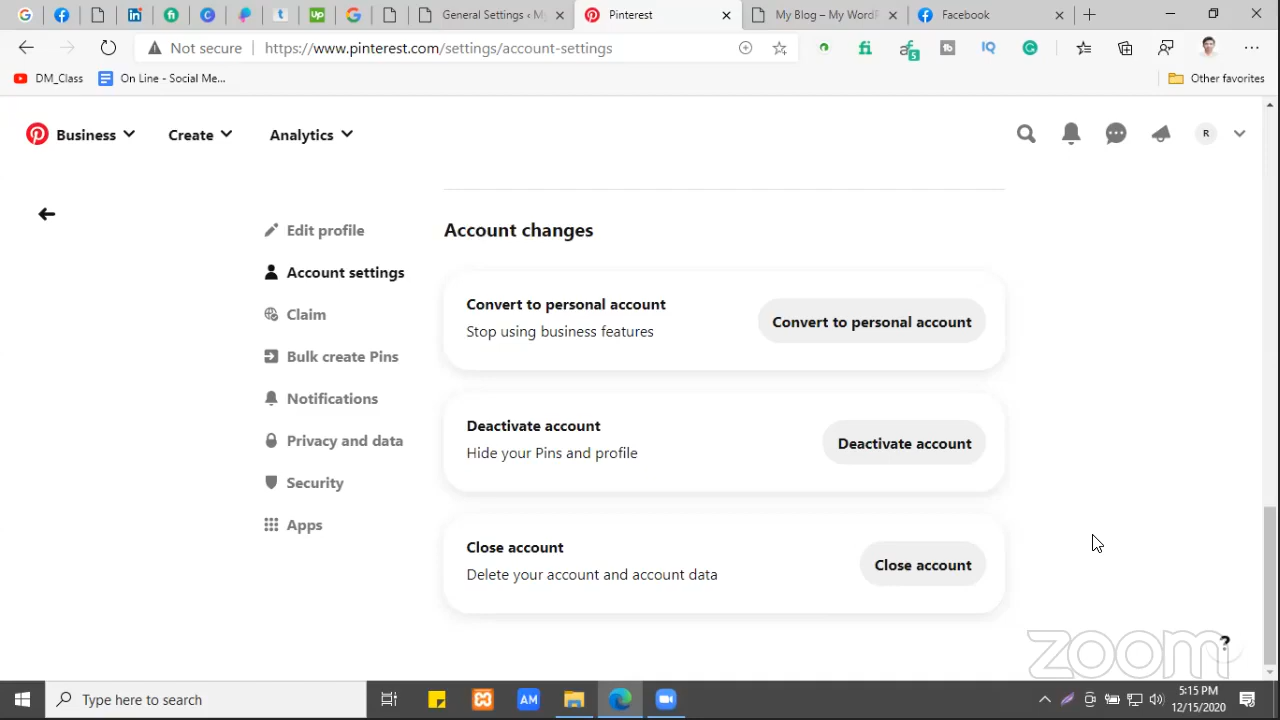 General Settings ‹ M
Pinterest
My Blog – My WordP
Facebook
Not secure
https://www.pinterest.com/settings/account-settings
5
DM_Class
On Line - Social Me...
Other favorites
Business
Create
Analytics
R
Edit profile
Account settings
Claim
Bulk create Pins
Notifications
Privacy and data
Security
Apps
Account changes
Convert to personal account
Stop using business features
Convert to personal account
Deactivate account
Hide your Pins and profile
Deactivate account
Close account
Delete your account and account data
Close account
zoom
?
Type here to search
AM
5:15 PM
12/15/2020